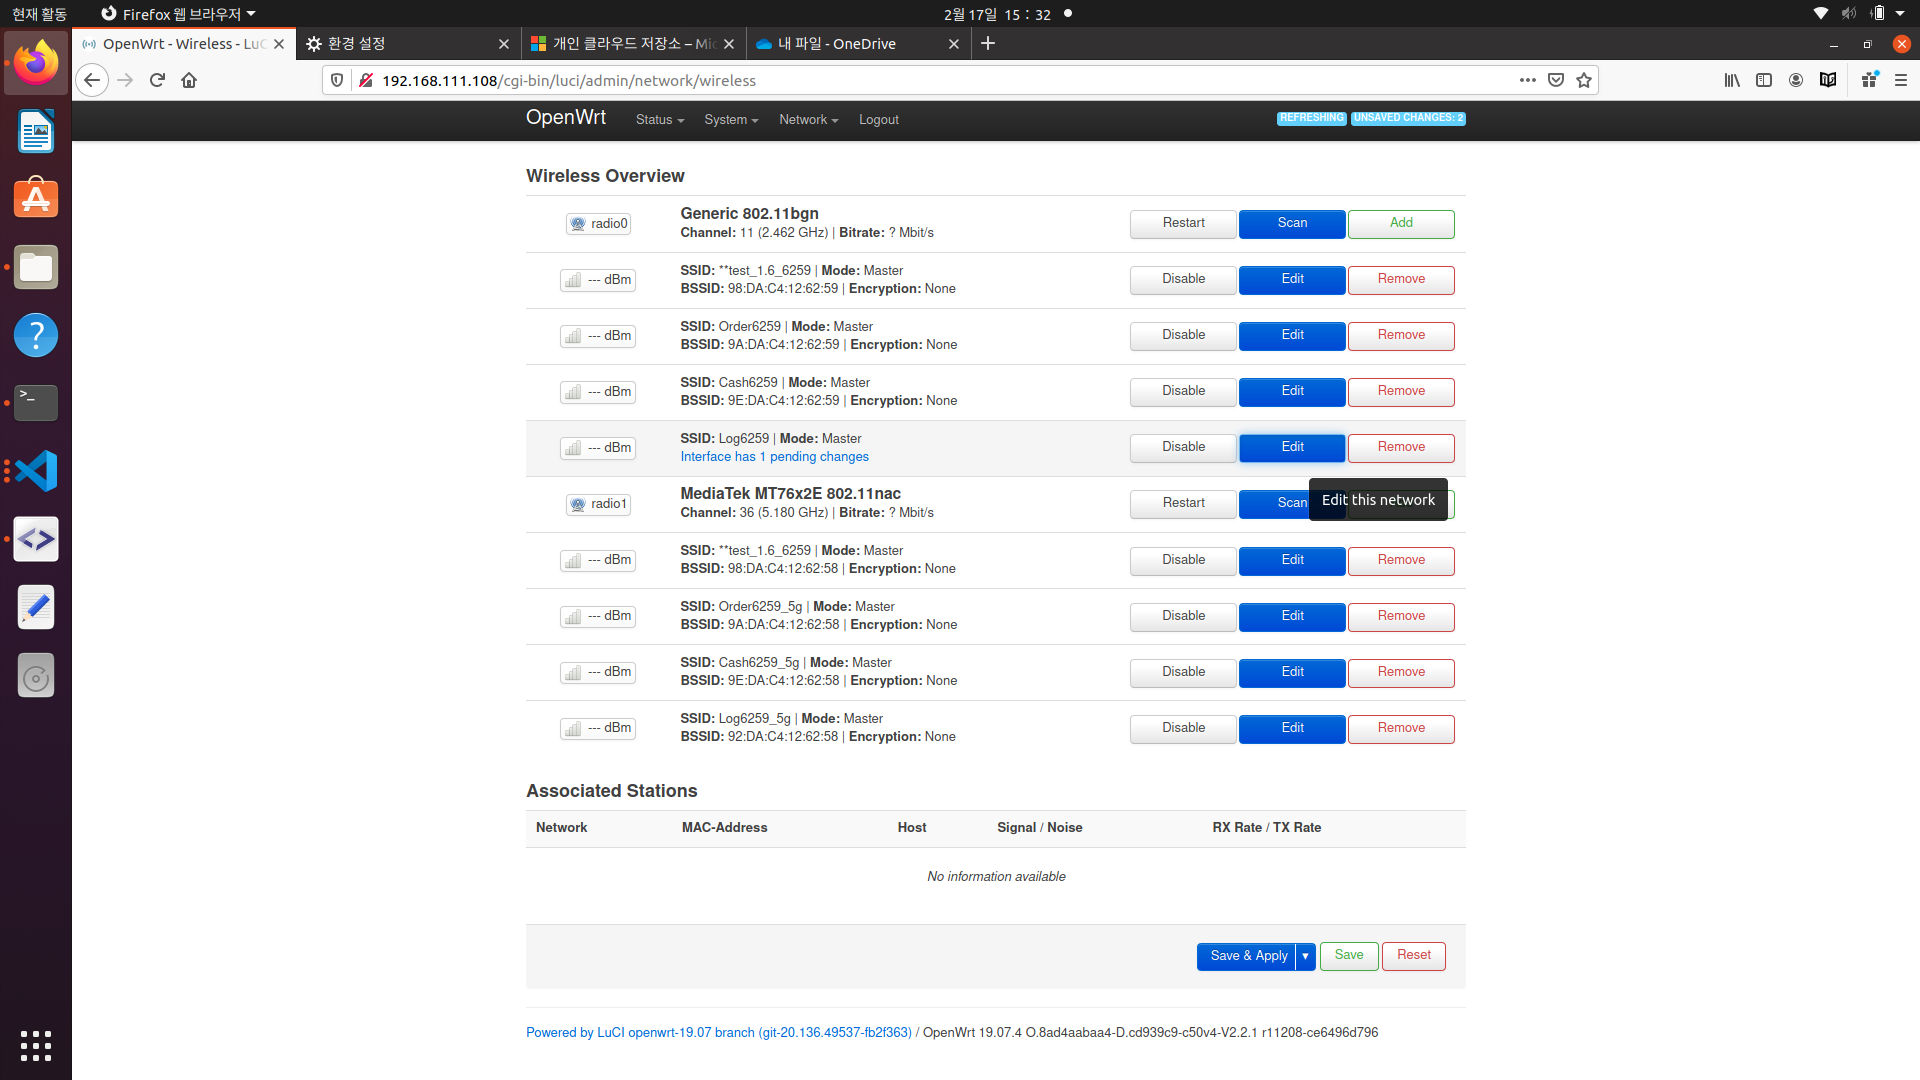 현재 활동
Firefox 웹 브라우저
2월 17일 15 : 32
OpenWrt - Wireless - LuC
환경 설정
개인 클라우드 저장소 – Mic
내 파일 - OneDrive
192.168.111.108/cgi-bin/luci/admin/network/wireless
OpenWrt
Status
System
Network
Logout
REFRESHING
UNSAVED CHANGES: 2
Wireless Overview
radio0
Generic 802.11bgn
Channel: 11 (2.462 GHz) | Bitrate: ? Mbit/s
Restart
Scan
Add
--- dBm
SSID: **test_1.6_6259 | Mode: Master
BSSID: 98:DA:C4:12:62:59 | Encryption: None
Disable
Edit
Remove
--- dBm
SSID: Order6259 | Mode: Master
BSSID: 9A:DA:C4:12:62:59 | Encryption: None
Disable
Edit
Remove
--- dBm
SSID: Cash6259 | Mode: Master
BSSID: 9E:DA:C4:12:62:59 | Encryption: None
Disable
Edit
Remove
--- dBm
SSID: Log6259 | Mode: Master
Interface has 1 pending changes
Disable
Edit
Remove
radio1
MediaTek MT76x2E 802.11nac
Channel: 36 (5.180 GHz) | Bitrate: ? Mbit/s
Restart
Scan
Edit this network
--- dBm
SSID: **test_1.6_6259 | Mode: Master
BSSID: 98:DA:C4:12:62:58 | Encryption: None
Disable
Edit
Remove
--- dBm
SSID: Order6259_5g | Mode: Master
BSSID: 9A:DA:C4:12:62:58 | Encryption: None
Disable
Edit
Remove
--- dBm
SSID: Cash6259_5g | Mode: Master
BSSID: 9E:DA:C4:12:62:58 | Encryption: None
Disable
Edit
Remove
--- dBm
SSID: Log6259_5g | Mode: Master
BSSID: 92:DA:C4:12:62:58 | Encryption: None
Disable
Edit
Remove
Associated Stations
Network
MAC-Address
Host
Signal / Noise
RX Rate / TX Rate
No information available
Save & Apply
Save
Reset
Powered by LuCI openwrt-19.07 branch (git-20.136.49537-fb2f363) / OpenWrt 19.07.4 O.8ad4aabaa4-D.cd939c9-c50v4-V2.2.1 r11208-ce6496d796